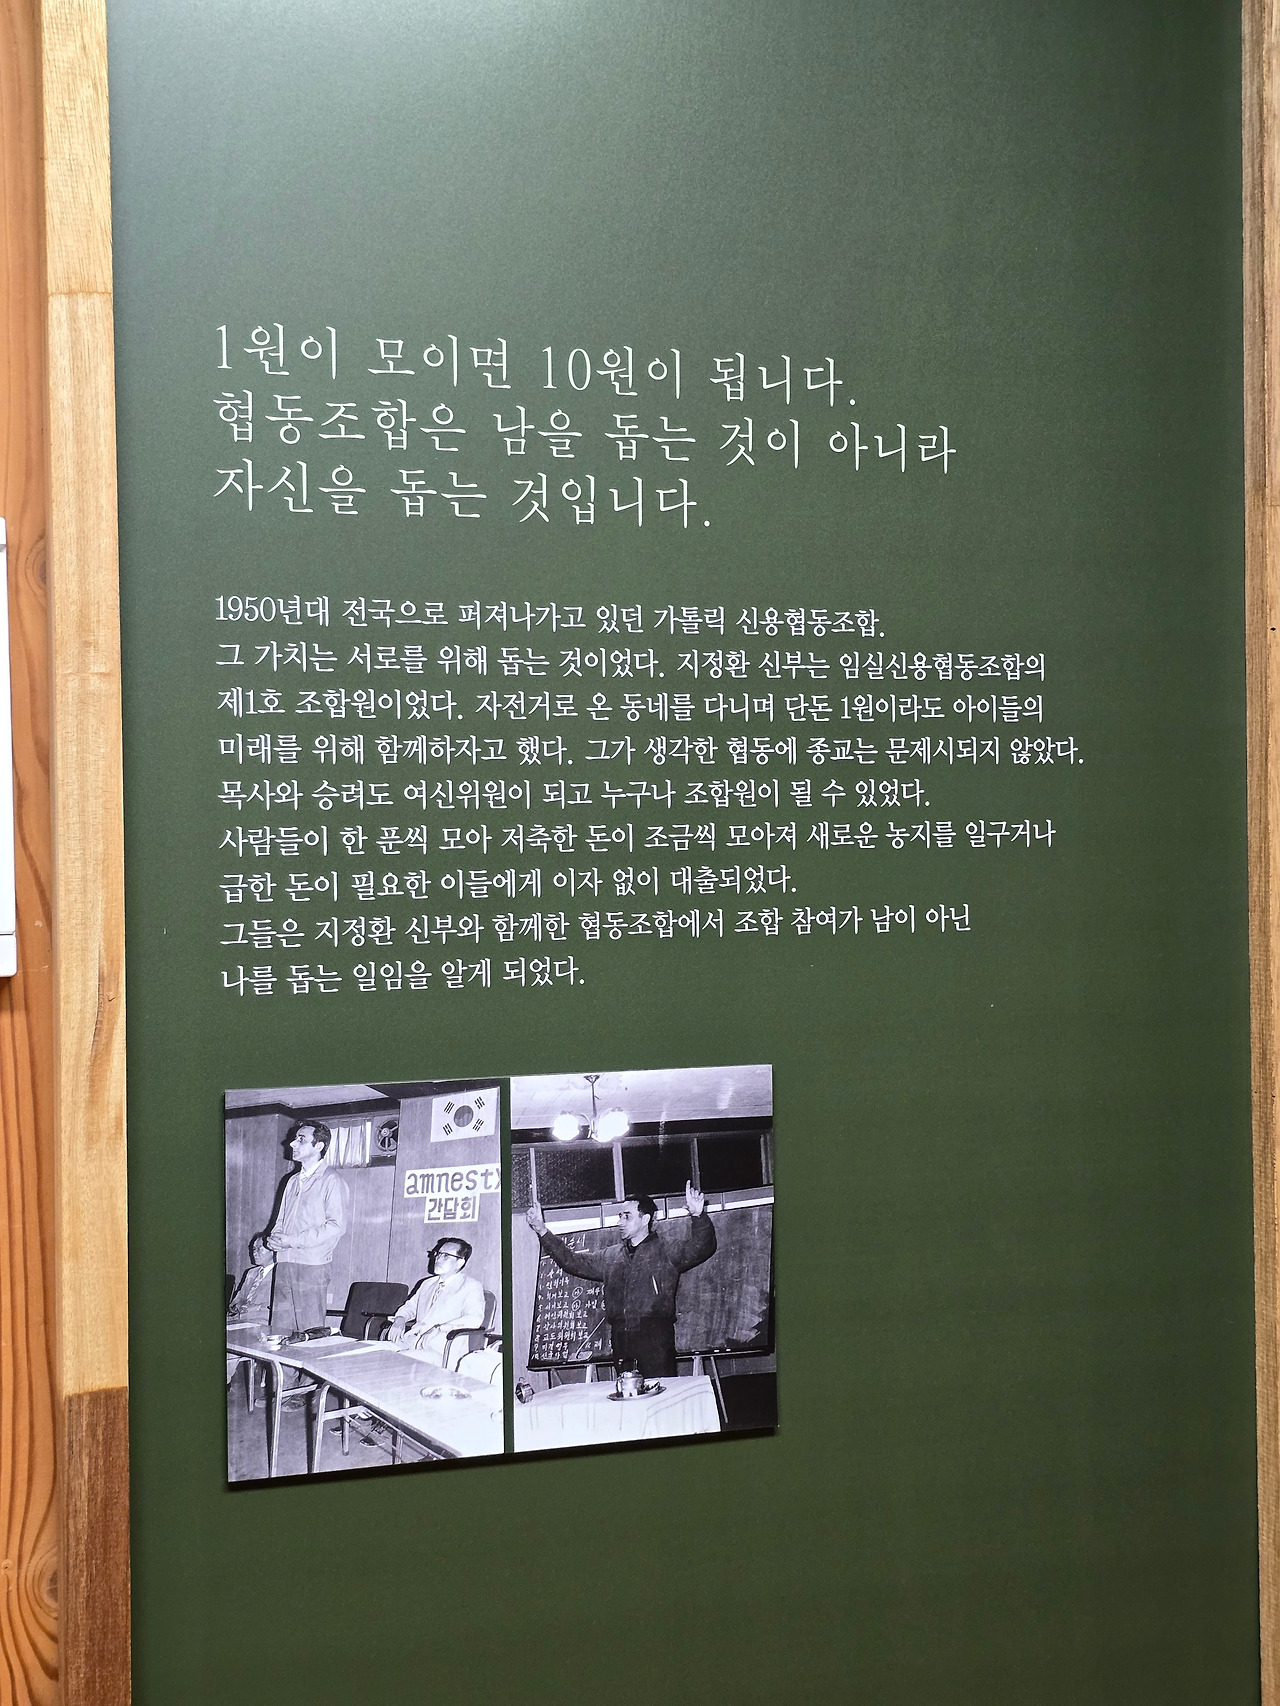 1원이 모이면 10원이 됩니다.
협동조합은 남을 돕는 것이 아니라
자신을 돕는 것입니다.
1950년대 전국으로 퍼져나가고 있던 가톨릭 신용협동조합.
그 가치는 서로를 위해 돕는 것이었다. 지정환 신부는 임실신용협동조합의
제1호 조합원이었다. 자전거로 온 동네를 다니며 단돈 1원이라도 아이들의
미래를 위해 함께하자고 했다. 그가 생각한 협동에 종교는 문제시되지 않았다.
목사와 승려도 여신위원이 되고 누구나 조합원이 될 수 있었다.
사람들이 한 푼씩 모아 저축한 돈이 조금씩 모아져 새로운 농지를 일구거나
급한 돈이 필요한 이들에게 이자 없이 대출되었다.
그들은 지정환 신부와 함께한 협동조합에서 조합 참여가 남이 아닌
나를 돕는 일임을 알게 되었다.
amnesty
간담회